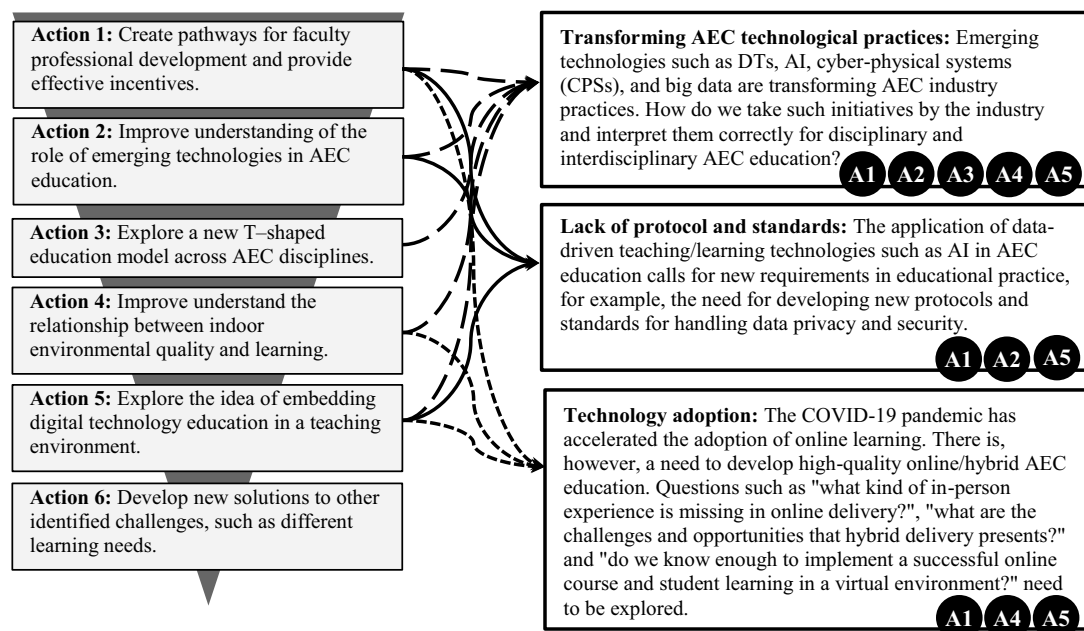 Action 1: Create pathways for faculty
professional development and provide
effective incentives.
Action 2: Improve understanding of the
role of emerging technologies in AEC
education.
Action 3: Explore a new T–shaped
education model across AEC disciplines.
Action 4: Improve understand the
relationship between indoor
environmental quality and learning.
Action 5: Explore the idea of embedding
digital technology education in a teaching
environment.
Action 6: Develop new solutions to other
identified challenges, such as different
learning needs.
Transforming AEC technological practices: Emerging
technologies such as DTs, AI, cyber-physical systems
(CPSs), and big data are transforming AEC industry
practices. How do we take such initiatives by the industry
and interpret them correctly for disciplinary and
interdisciplinary AEC education?
A1 A2 A3 A4 A5
Lack of protocol and standards: The application of data-
driven teaching/learning technologies such as AI in AEC
education calls for new requirements in educational practice,
for example, the need for developing new protocols and
standards for handling data privacy and security.
A1 A2 A5
Technology adoption: The COVID-19 pandemic has
accelerated the adoption of online learning. There is,
however, a need to develop high-quality online/hybrid AEC
education. Questions such as "what kind of in-person
experience is missing in online delivery?", "what are the
challenges and opportunities that hybrid delivery presents?"
and "do we know enough to implement a successful online
course and student learning in a virtual environment?" need
to be explored.
A1 A4 A5